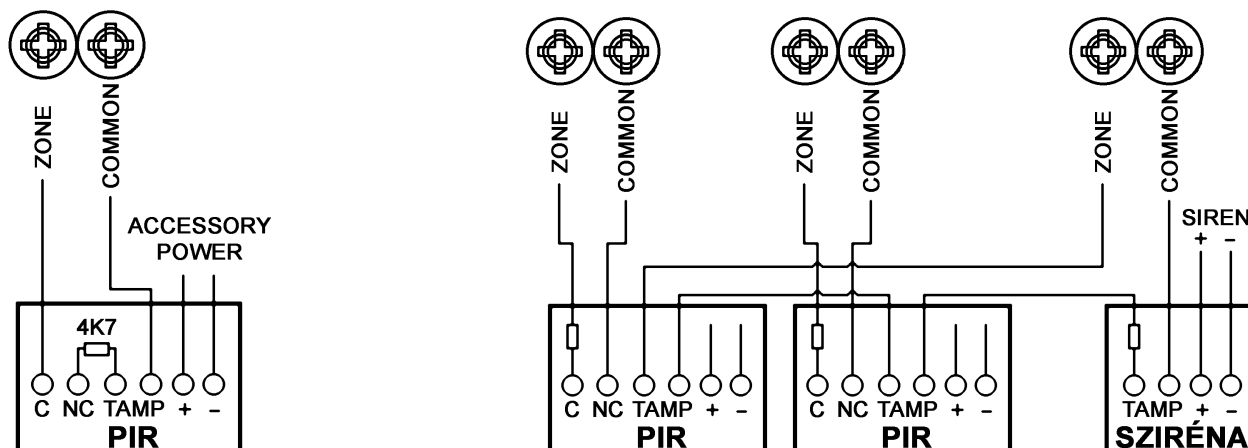 ZONE COMMON
ACCESSORY
POWER
4K7
C NC TAMP + -
PIR
ZONE COMMON ZONE COMMON ZONE COMMON
SIREN
+ -
C NC TAMP + -
PIR
C NC TAMP + -
PIR
TAMP + -
SZIRÉNA